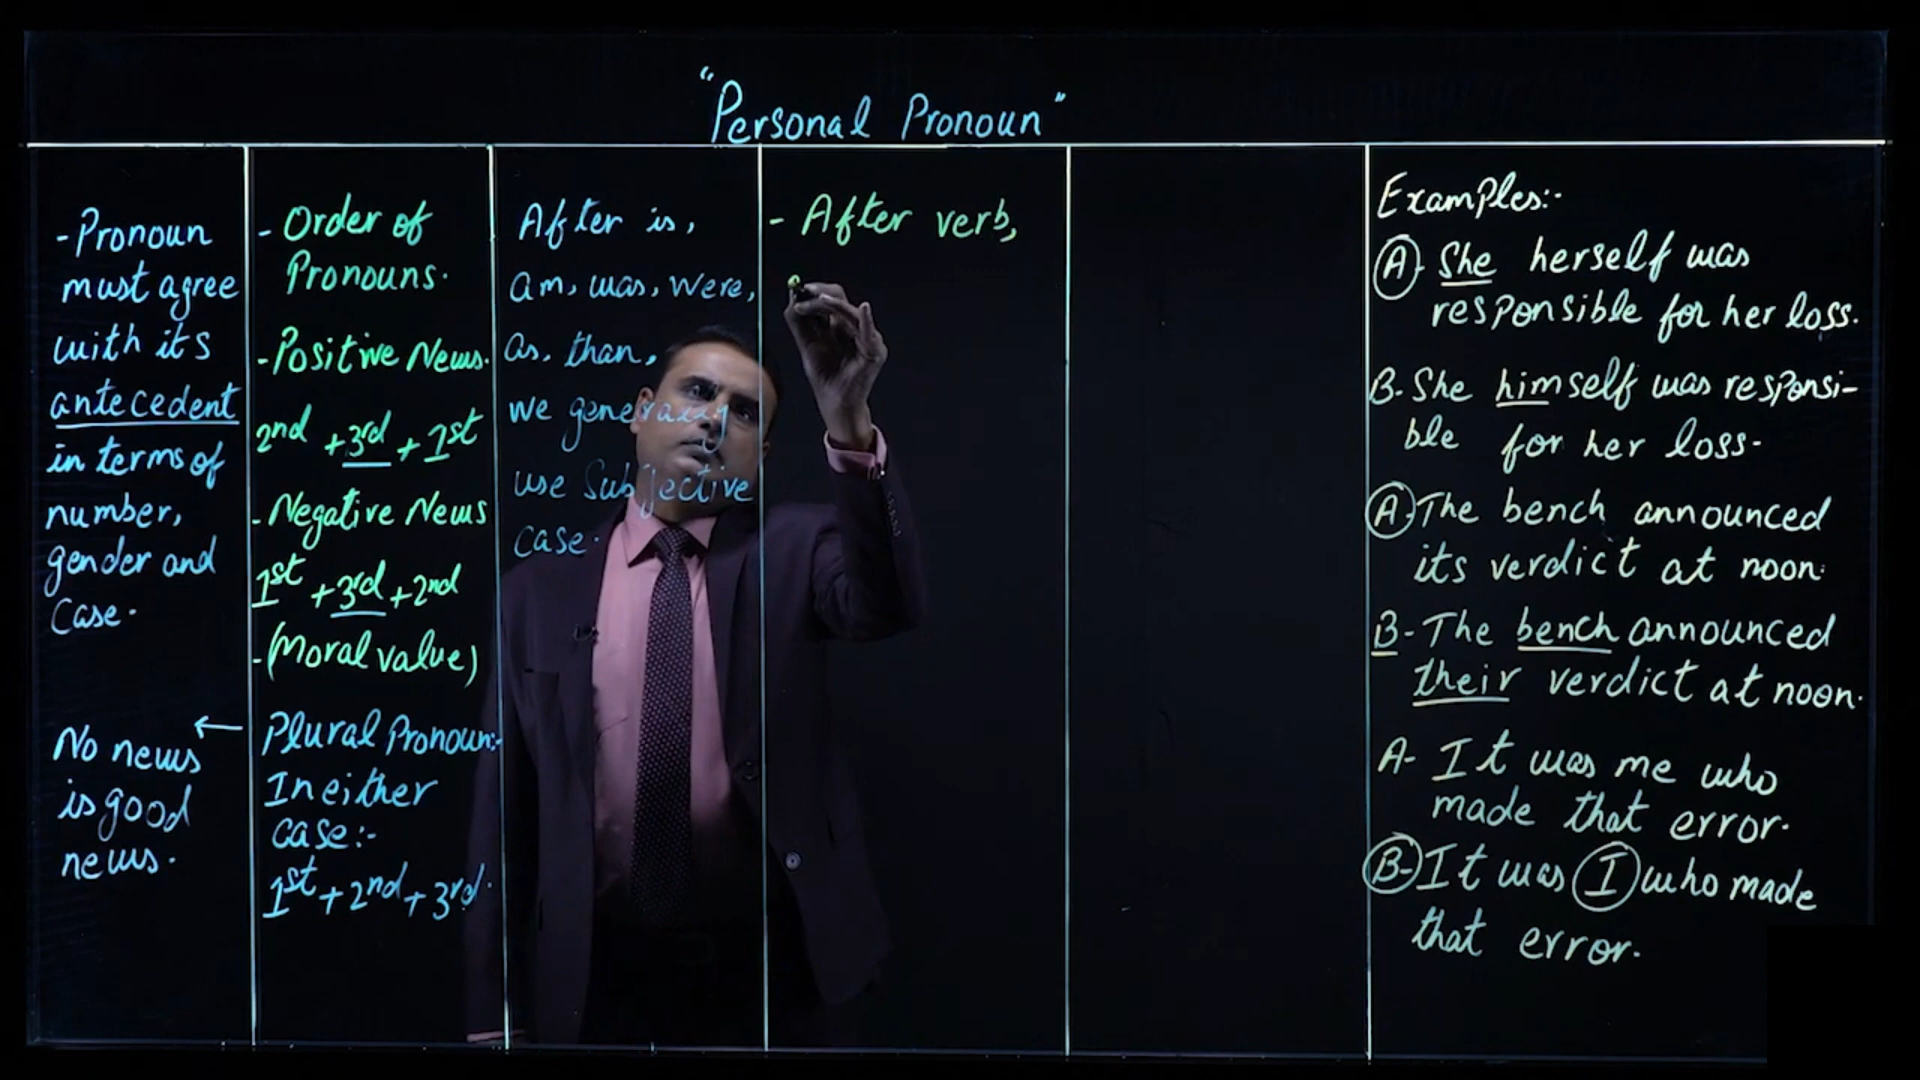 "Personal Pronoun"
- Pronoun
must agree
with its
antecedent
in terms of
number,
gender and
Case.
No news
is good
news.
- Order of
Pronouns.
- Positive News.
2nd + 3rd + 1st
- Negative News
1st + 3rd + 2nd
- (Moral value)
Plural Pronoun:-
In either
case:-
1st + 2nd + 3rd.
After is,
am, was, were,
as, than,
we generally
use Subjective
case.
- After verb,
Examples:-
A- She herself was
responsible for her loss.
B- She himself was responsi-
ble for her loss-
A- The bench announced
its verdict at noon.
B- The bench announced
their verdict at noon.
A- It was me who
made that error.
B- It was I who made
that error.